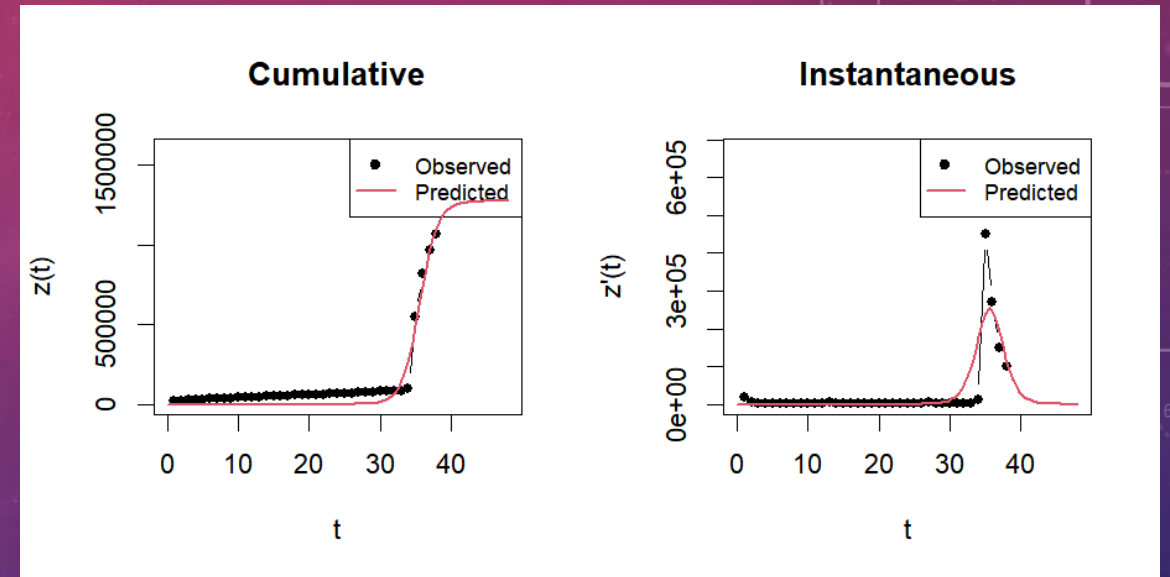 Cumulative
Observed
Predicted
z(t)
0
500000
1500000
0 10 20 30 40
t
Instantaneous
Observed
Predicted
z'(t)
0e+00
3e+05
6e+05
0 10 20 30 40
t